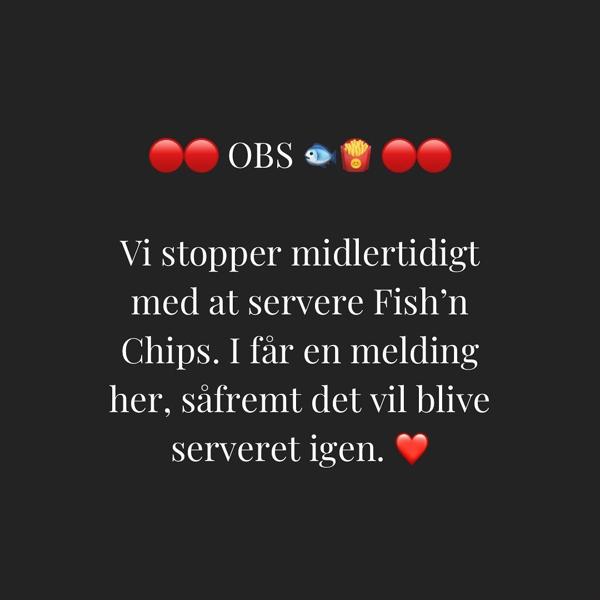 🔴🔴 OBS 🐟🍟 🔴🔴
Vi stopper midlertidigt
med at servere Fish’n
Chips. I får en melding
her, såfremt det vil blive
serveret igen. ❤️